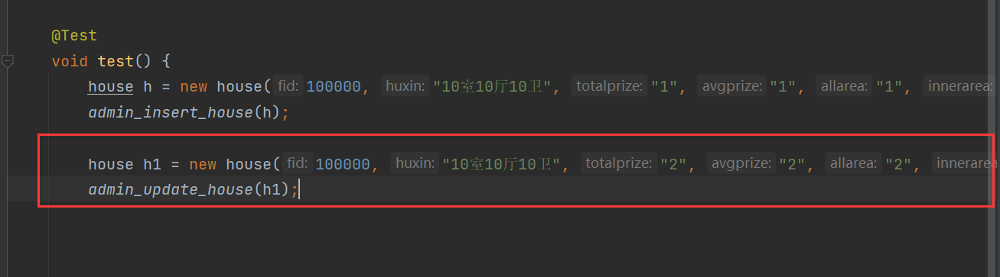 @Test
void test() {
house h = new house( fid: 100000, huxin: "10室10厅10卫", totalprize: "1", avgprize: "1", allarea: "1", innerarea:
admin_insert_house(h);
house h1 = new house( fid: 100000, huxin: "10室10厅10卫", totalprize: "2", avgprize: "2", allarea: "2", innerarea
admin_update_house(h1);